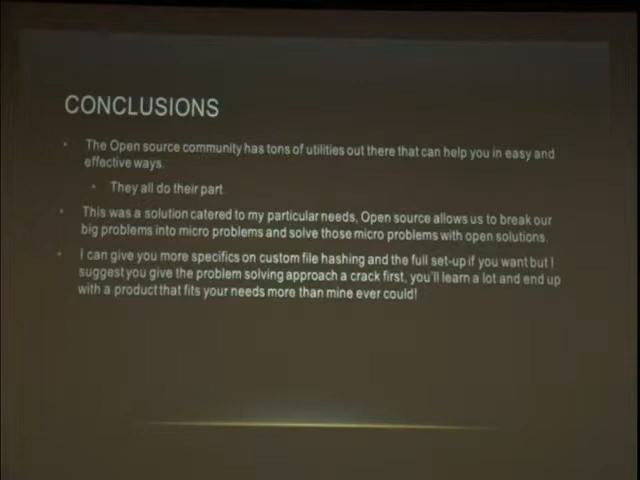 CONCLUSIONS
• The Open source community has tons of utilities out there that can help you in easy and
effective ways.
• They all do their part
• This was a solution catered to my particular needs, Open source allows us to break our
big problems into micro problems and solve those micro problems with open solutions.
• I can give you more specifics on custom file hashing and the full set-up if you want but I
suggest you give the problem solving approach a crack first, you'll learn a lot and end up
with a product that fits your needs more than mine ever could!